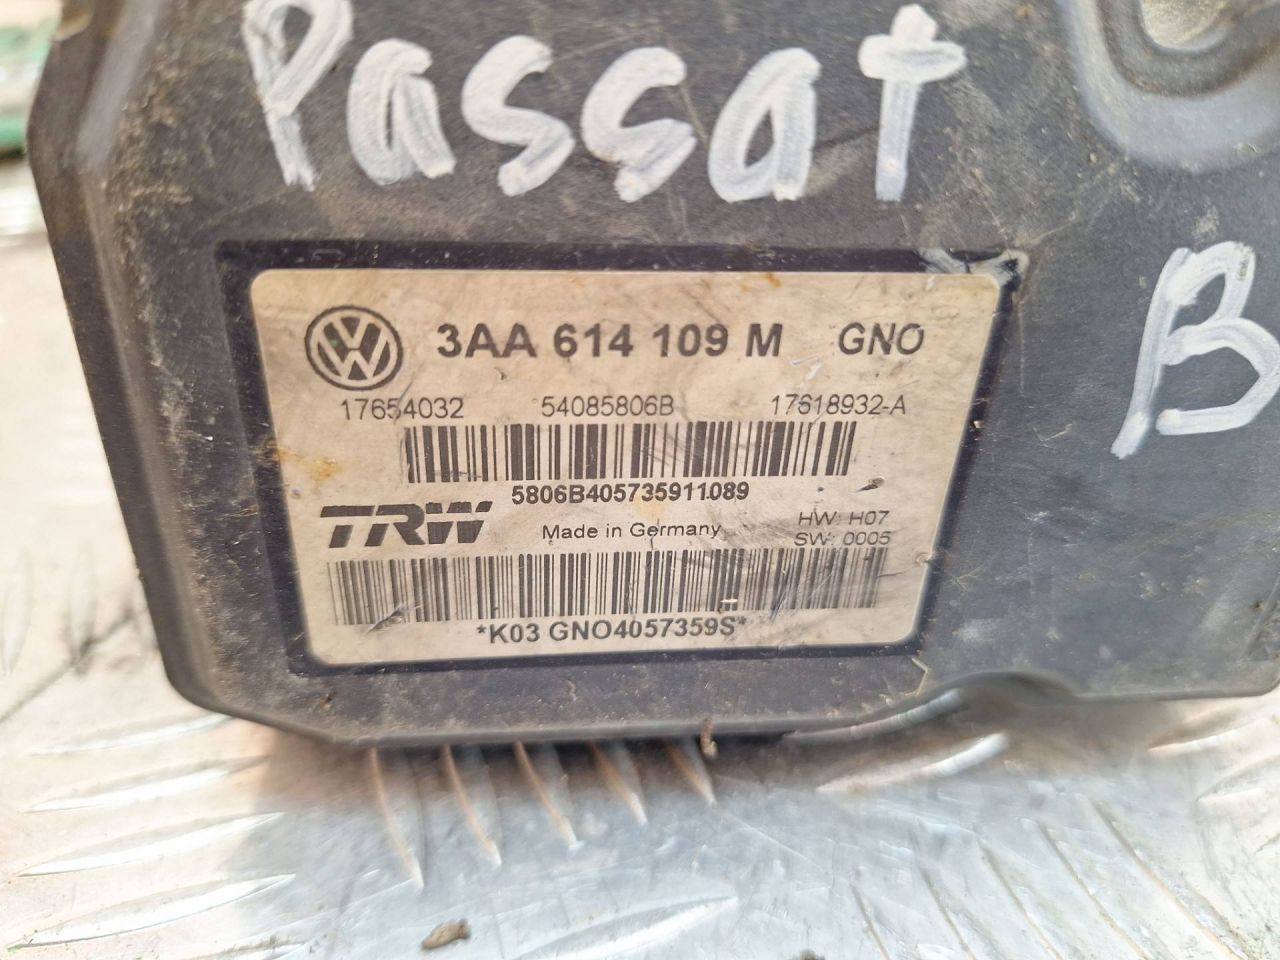 Passat
B
3AA 614 109 M GNO
17654032 54085806B 17618932-A
5806B405735911089
TRW Made in Germany HW: H07
SW: 0005
*K03 GNO4057359S*